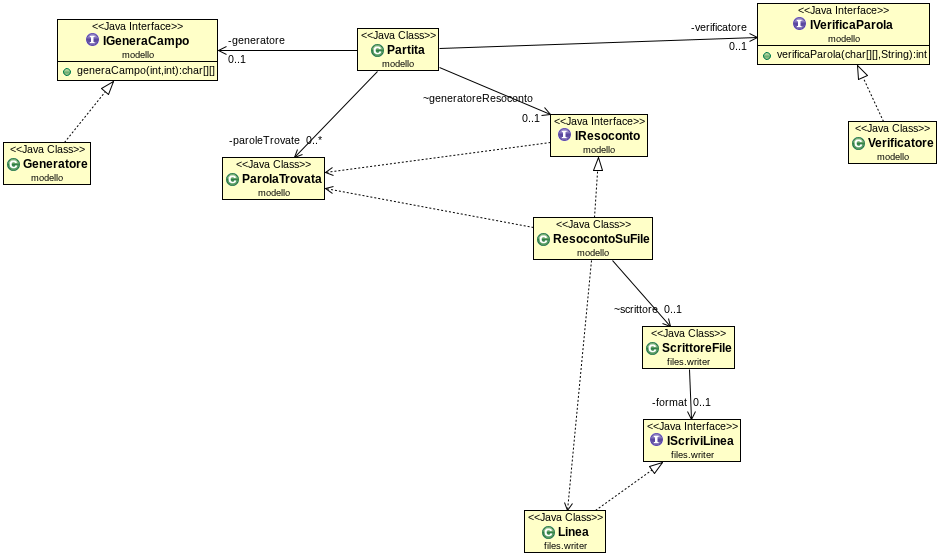 <<Java Interface>>
IGeneraCampo
modello
generaCampo(int,int):char[][]
-generatore
0..1
<<Java Class>>
Partita
modello
-verificatore
0..1
<<Java Interface>>
IVerificaParola
modello
verificaParola(char[][],String):int
~generatoreResoconto
0..1
<<Java Interface>>
IResoconto
modello
<<Java Class>>
Verificatore
modello
-paroleTrovate 0..*
<<Java Class>>
Generatore
modello
<<Java Class>>
ParolaTrovata
modello
<<Java Class>>
ResocontoSuFile
modello
~scrittore 0..1
<<Java Class>>
ScrittoreFile
files.writer
-format 0..1
<<Java Interface>>
IScriviLinea
files.writer
<<Java Class>>
Linea
files.writer